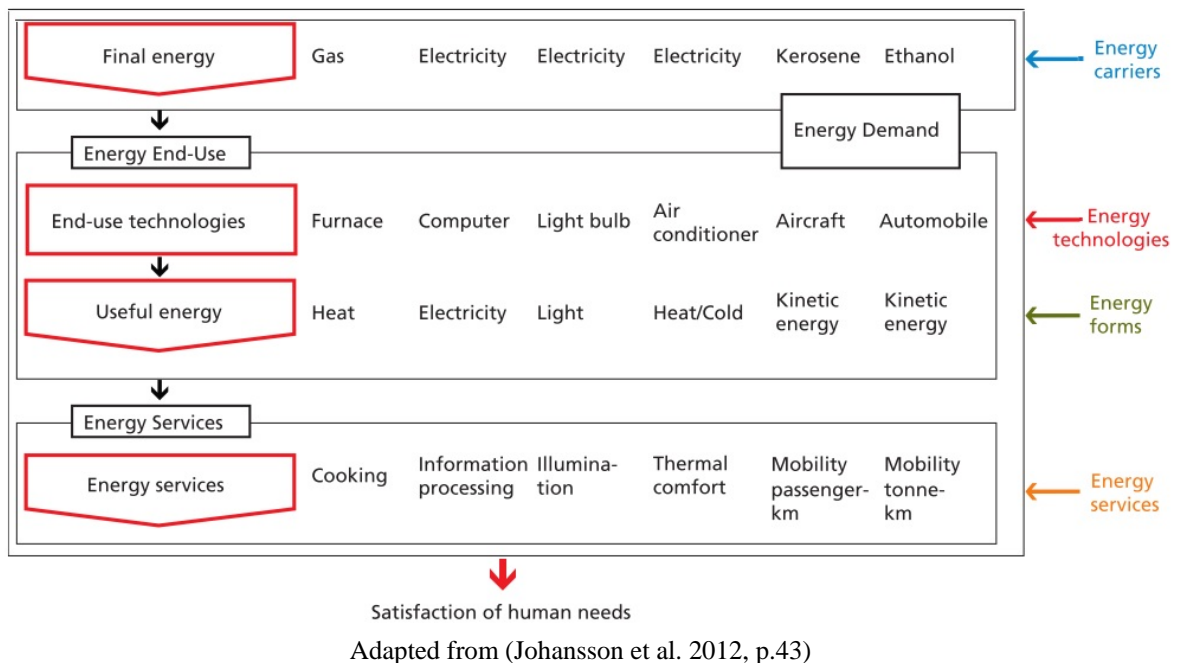 Final energy Gas Electricity Electricity Electricity Kerosene Ethanol
Energy carriers
Energy Demand
Energy End-Use
End-use technologies Furnace Computer Light bulb Air conditioner Aircraft Automobile
Energy technologies
Useful energy Heat Electricity Light Heat/Cold Kinetic energy Kinetic energy
Energy forms
Energy Services
Energy services Cooking Information processing Illumina-tion Thermal comfort Mobility passenger-km Mobility tonne-km
Energy services
Satisfaction of human needs
Adapted from (Johansson et al. 2012, p.43)